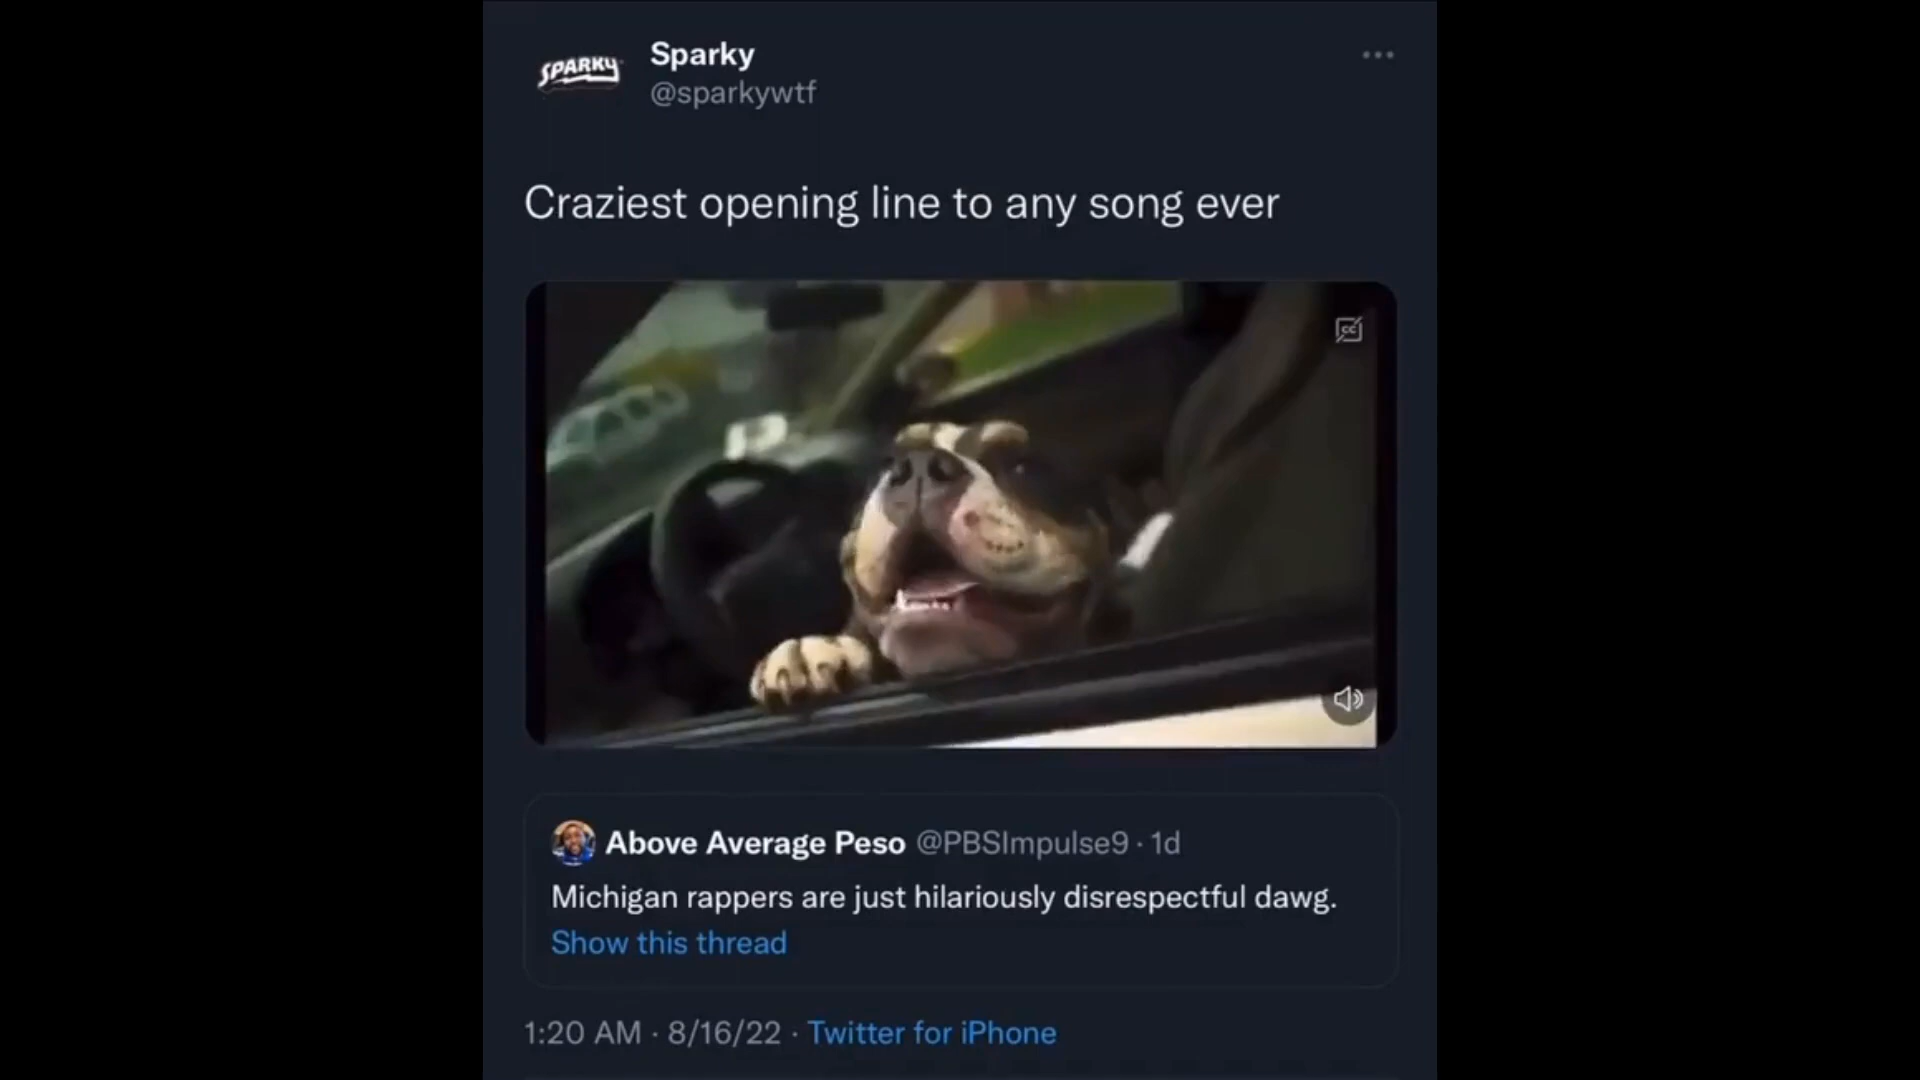 SPARKY
Sparky
@sparkywtf
Craziest opening line to any song ever
CC
Above Average Peso @PBSImpulse9 · 1d
Michigan rappers are just hilariously disrespectful dawg.
Show this thread
1:20 AM · 8/16/22 · Twitter for iPhone